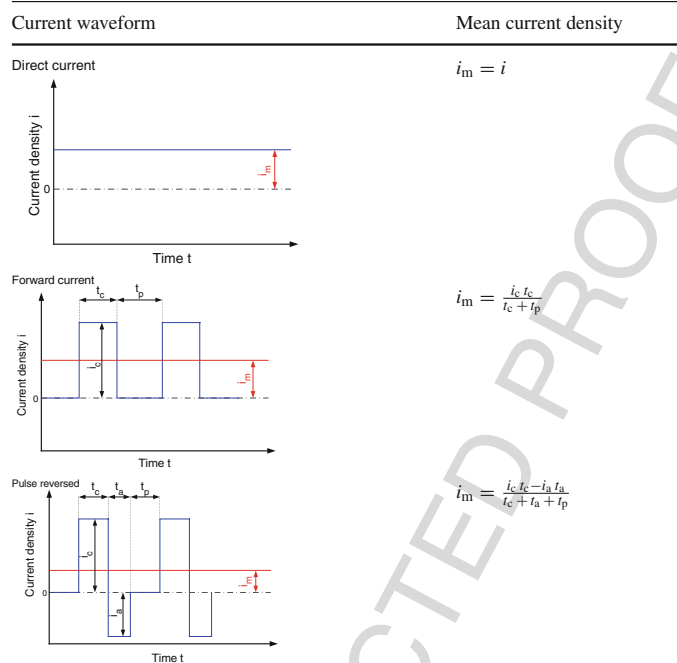 Current waveform Mean current density
Direct current
i_m = i
Current density i
0
i_m
Time t
Forward current
t_c t_p
i_m = \frac{i_c t_c}{t_c + t_p}
Current density i
i_c
0
i_m
Time t
Pulse reversed
t_c t_a t_p
i_m = \frac{i_c t_c - i_a t_a}{t_c + t_a + t_p}
Current density i
i_c
0
i_m
i_a
Time t
CTED PROOF